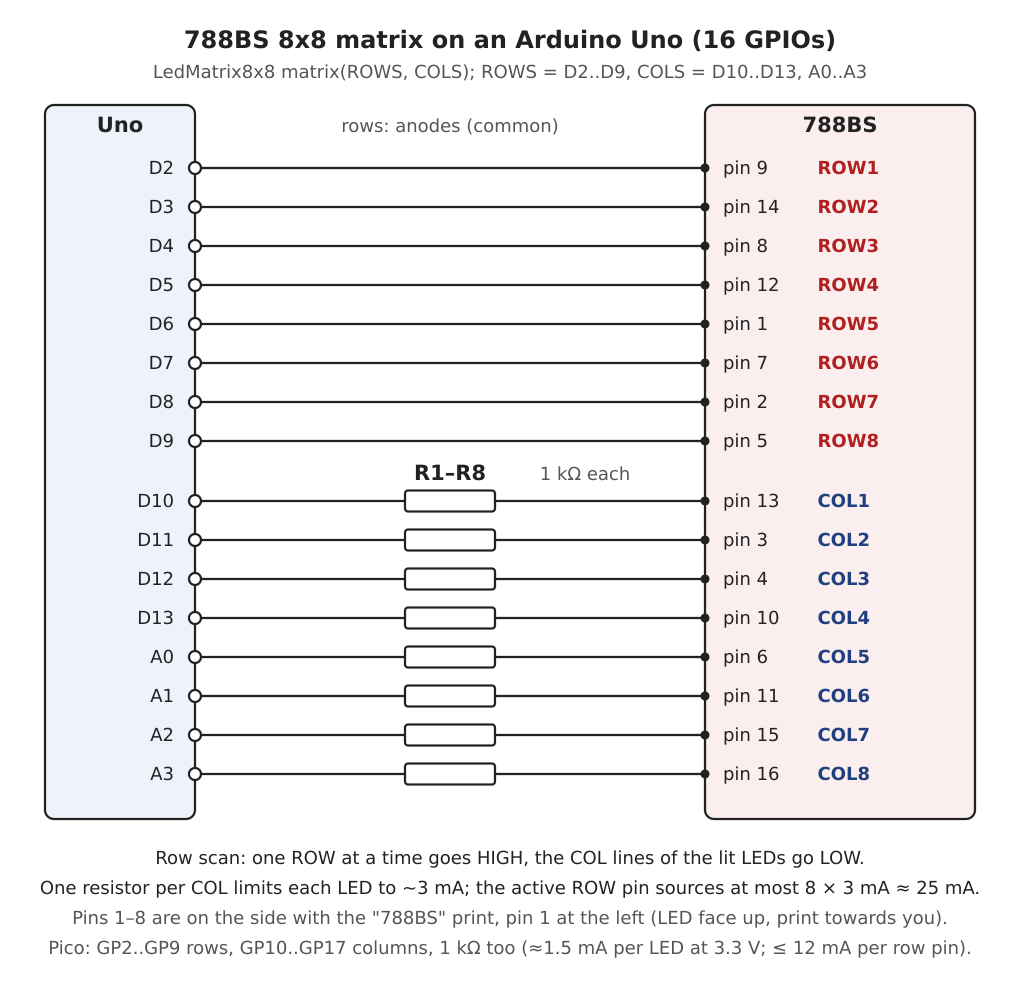 788BS 8x8 matrix on an Arduino Uno (16 GPIOs)
LedMatrix8x8 matrix(ROWS, COLS); ROWS = D2..D9, COLS = D10..D13, A0..A3
Uno rows: anodes (common) 788BS
D2 pin 9 ROW1
D3 pin 14 ROW2
D4 pin 8 ROW3
D5 pin 12 ROW4
D6 pin 1 ROW5
D7 pin 7 ROW6
D8 pin 2 ROW7
D9 pin 5 ROW8
R1–R8 1 kΩ each
D10 pin 13 COL1
D11 pin 3 COL2
D12 pin 4 COL3
D13 pin 10 COL4
A0 pin 6 COL5
A1 pin 11 COL6
A2 pin 15 COL7
A3 pin 16 COL8
Row scan: one ROW at a time goes HIGH, the COL lines of the lit LEDs go LOW.
One resistor per COL limits each LED to ~3 mA; the active ROW pin sources at most 8 × 3 mA ≈ 25 mA.
Pins 1–8 are on the side with the "788BS" print, pin 1 at the left (LED face up, print towards you).
Pico: GP2..GP9 rows, GP10..GP17 columns, 1 kΩ too (≈1.5 mA per LED at 3.3 V; ≤ 12 mA per row pin).